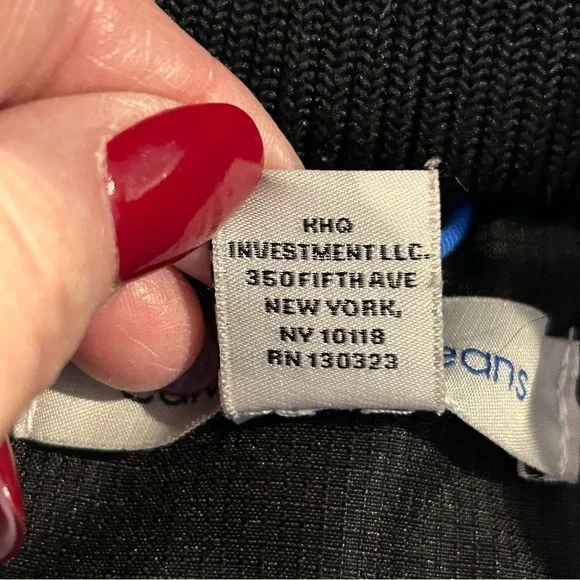 KHQ
INVESTMENT LLC.
350 FIFTH AVE
NEW YORK,
NY 10118
RN 130323
eans